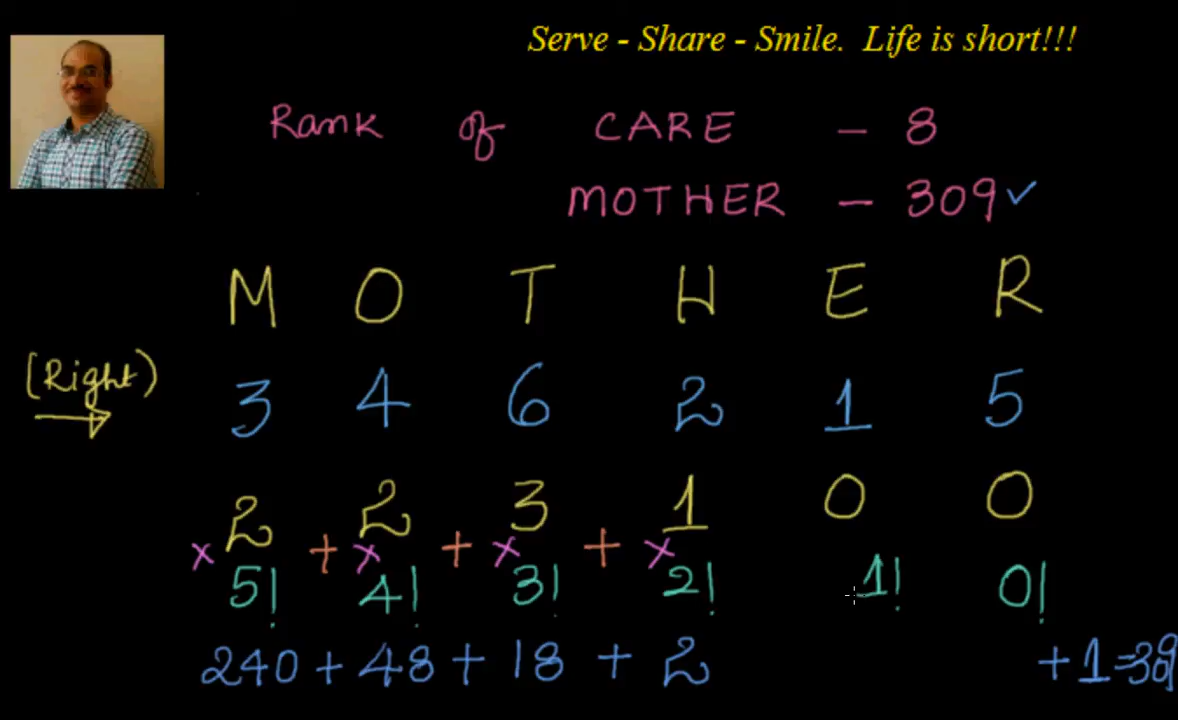 Serve - Share - Smile. Life is short!!!
Rank of CARE - 8
MOTHER - 309 ✓
M O T H E R
(Right) 3 4 6 2 1 5
→
2 2 3 1 0 0
× + × + × + ×
5! 4! 3! 2! 1! 0!
240 + 48 + 18 + 2 + 1 = 309